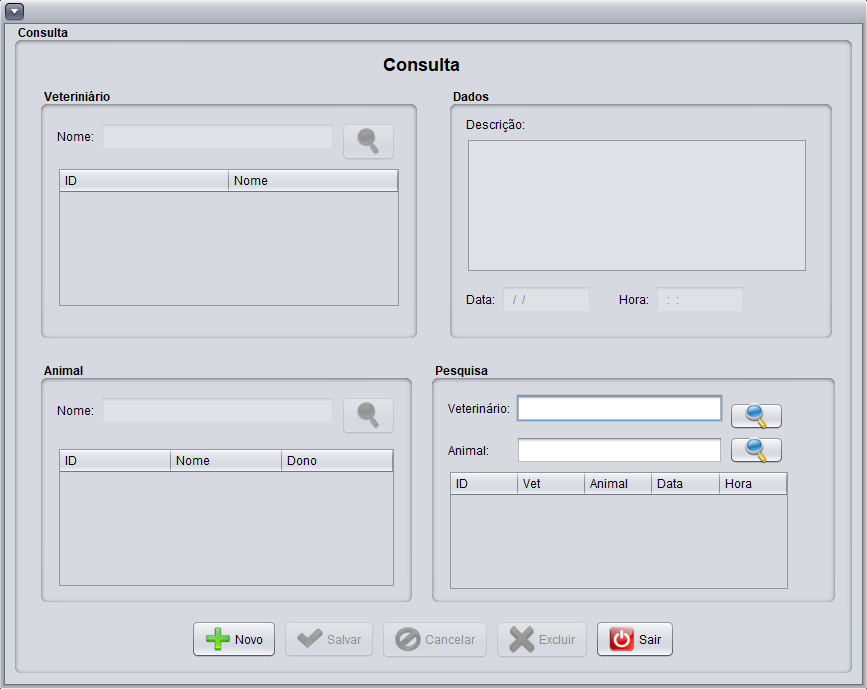 Consulta
Consulta
Veteriniário
Nome:
ID Nome
Dados
Descrição:
Data: / / Hora: : :
Animal
Nome:
ID Nome Dono
Pesquisa
Veterinário:
Animal:
ID Vet Animal Data Hora
Novo Salvar Cancelar Excluir Sair